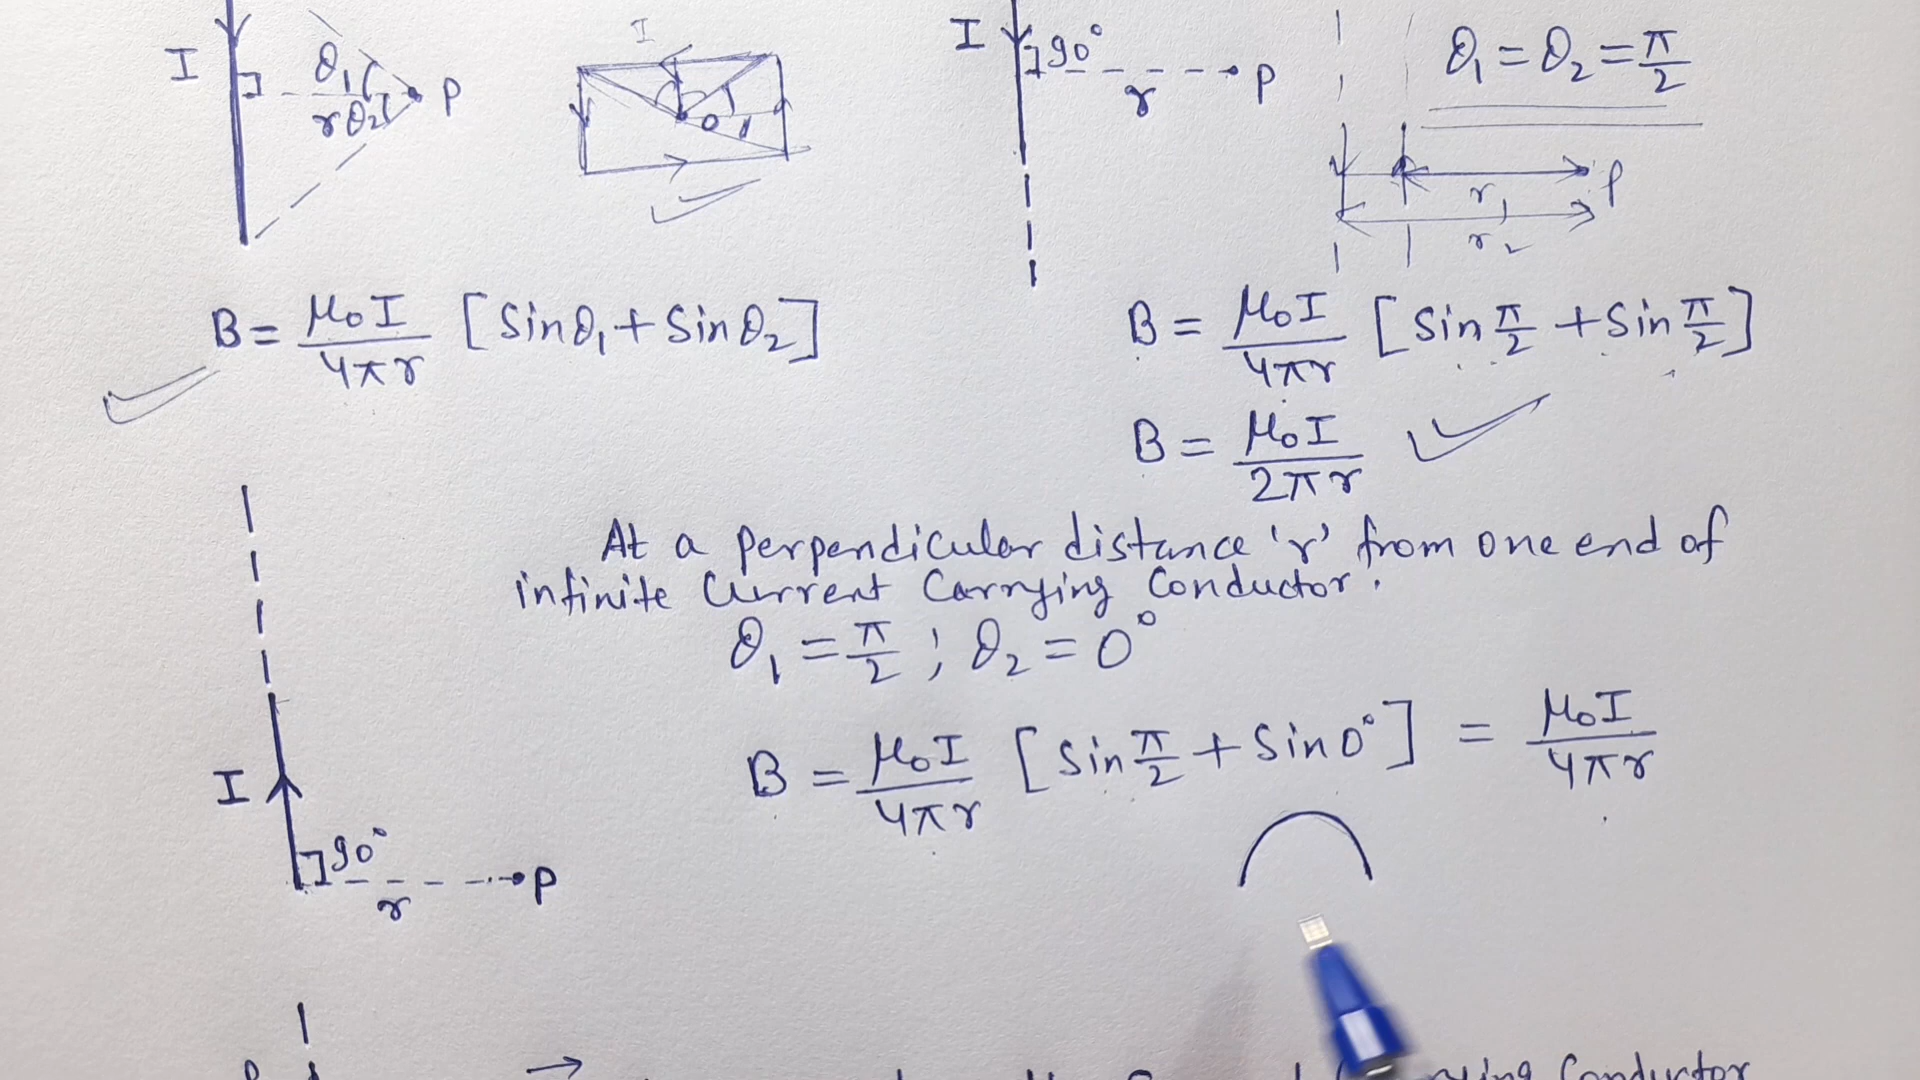 I
θ₁
r θ₂
P
I
O
I
90°
r
P
θ₁ = θ₂ = π/2
r₁
P
r₂
B = μ₀I/4πr [Sinθ₁ + Sinθ₂]
B = μ₀I/4πr [Sin π/2 + Sin π/2]
B = μ₀I/2πr
At a perpendicular distance 'r' from one end of
infinite Current Carrying Conductor.
θ₁ = π/2 ; θ₂ = 0°
B = μ₀I/4πr [Sin π/2 + Sin 0°] = μ₀I/4πr
I
90°
r
P
Conductor